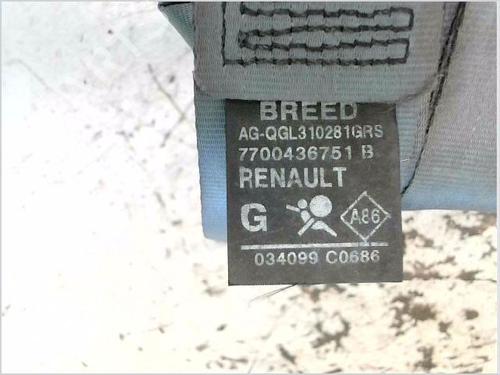 BREED
AG-QGL310281GRS
7700436751 B
RENAULT
G A86
034099 C0686